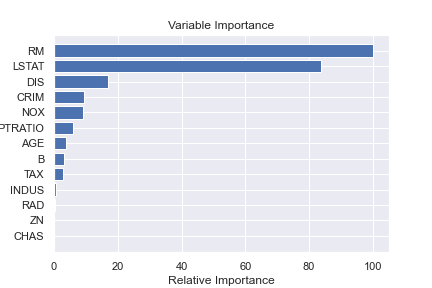 Variable Importance
RM
LSTAT
DIS
CRIM
NOX
PTRATIO
AGE
B
TAX
INDUS
RAD
ZN
CHAS
0 20 40 60 80 100
Relative Importance